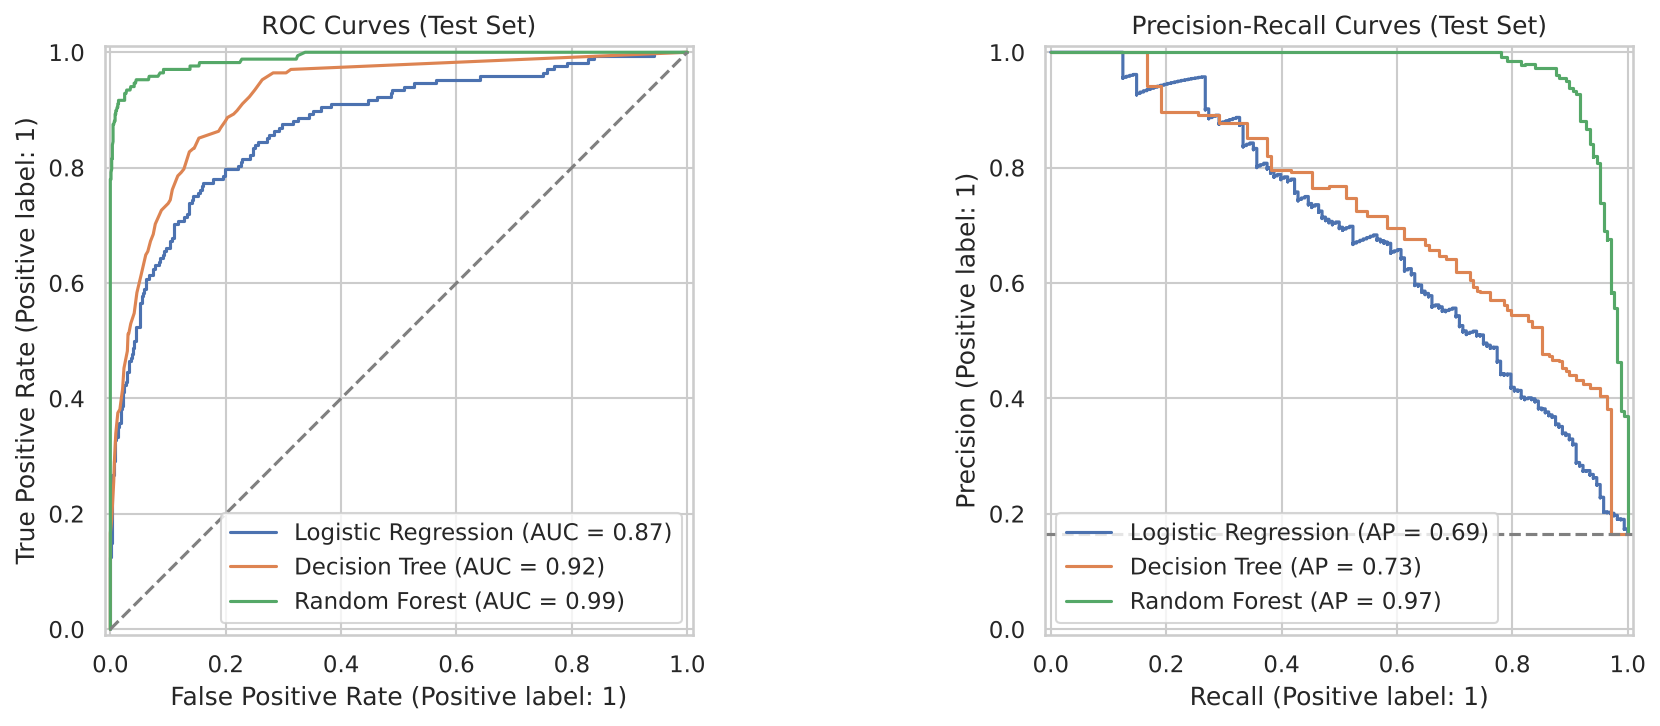 ROC Curves (Test Set)
True Positive Rate (Positive label: 1)
1.0
0.8
0.6
0.4
0.2
0.0
Logistic Regression (AUC = 0.87)
Decision Tree (AUC = 0.92)
Random Forest (AUC = 0.99)
0.0 0.2 0.4 0.6 0.8 1.0
False Positive Rate (Positive label: 1)
Precision-Recall Curves (Test Set)
Precision (Positive label: 1)
1.0
0.8
0.6
0.4
0.2
0.0
Logistic Regression (AP = 0.69)
Decision Tree (AP = 0.73)
Random Forest (AP = 0.97)
0.0 0.2 0.4 0.6 0.8 1.0
Recall (Positive label: 1)